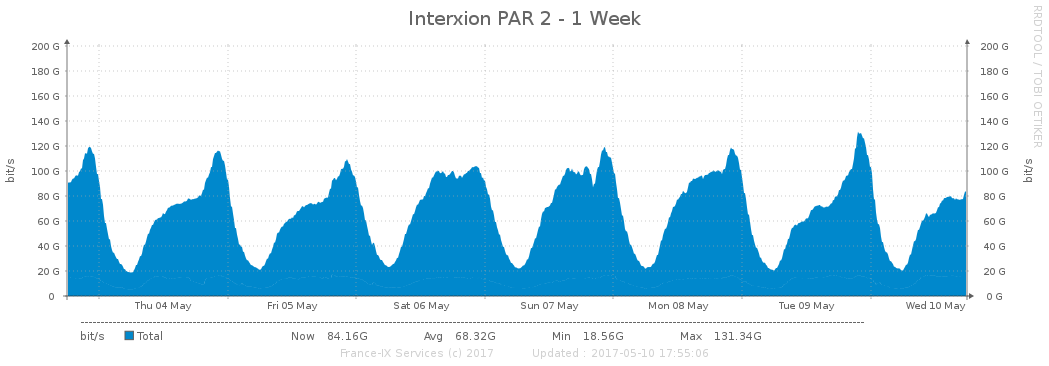 Interxion PAR 2 - 1 Week
RRDTOOL / TOBI OETIKER
bit/s
200 G 200 G
180 G 180 G
160 G 160 G
140 G 140 G
120 G 120 G
100 G 100 G
80 G 80 G
60 G 60 G
40 G 40 G
20 G 20 G
0 0 G
bit/s
Thu 04 May Fri 05 May Sat 06 May Sun 07 May Mon 08 May Tue 09 May Wed 10 May
bit/s Total Now 84.16G Avg 68.32G Min 18.56G Max 131.34G
France-IX Services (c) 2017 Updated : 2017-05-10 17:55:06